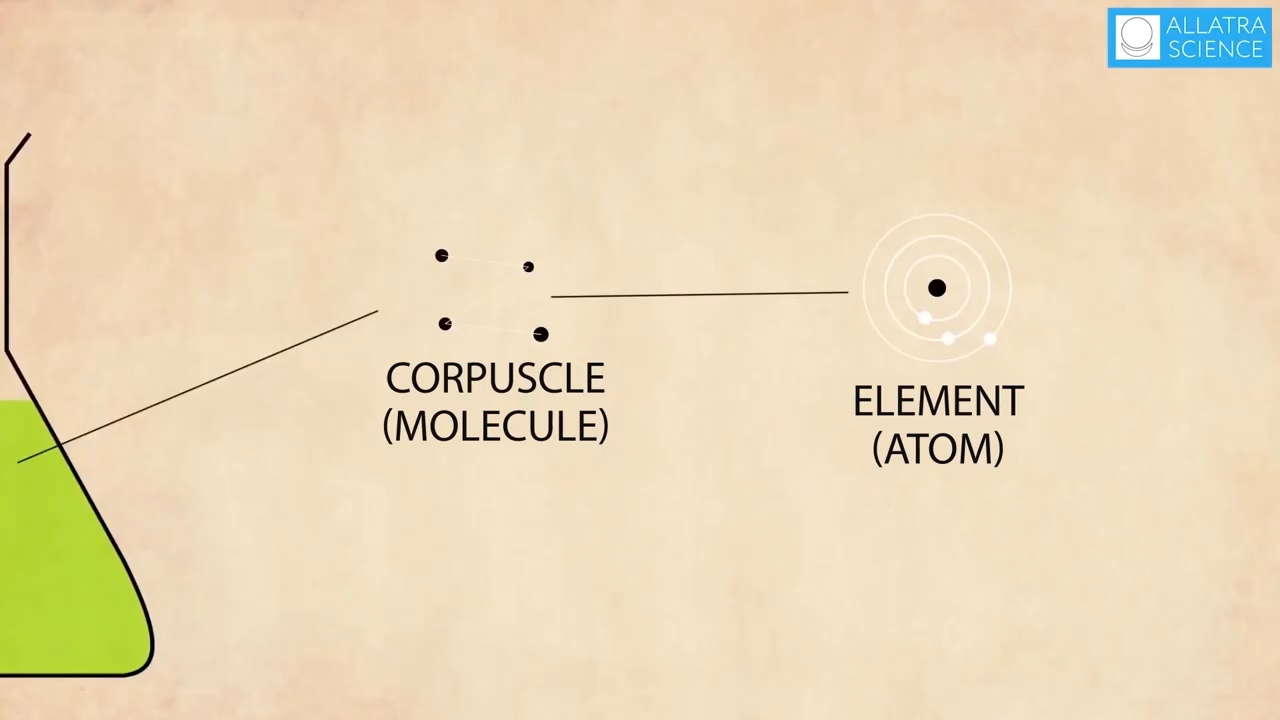 ALLATRA
SCIENCE
CORPUSCLE
(MOLECULE)
ELEMENT
(ATOM)